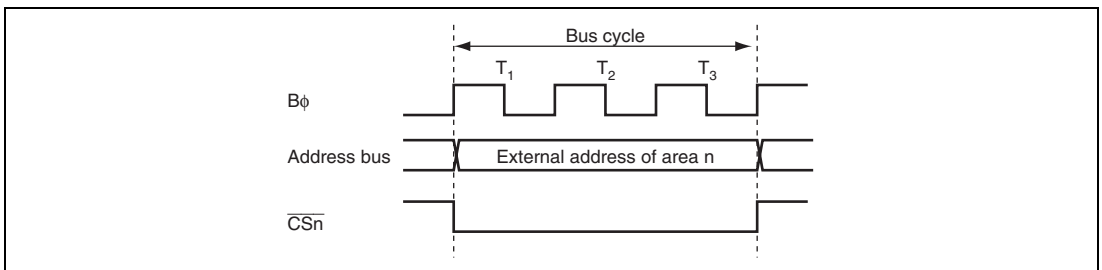 Bus cycle
T1 T2 T3
Bφ
Address bus External address of area n
CSn